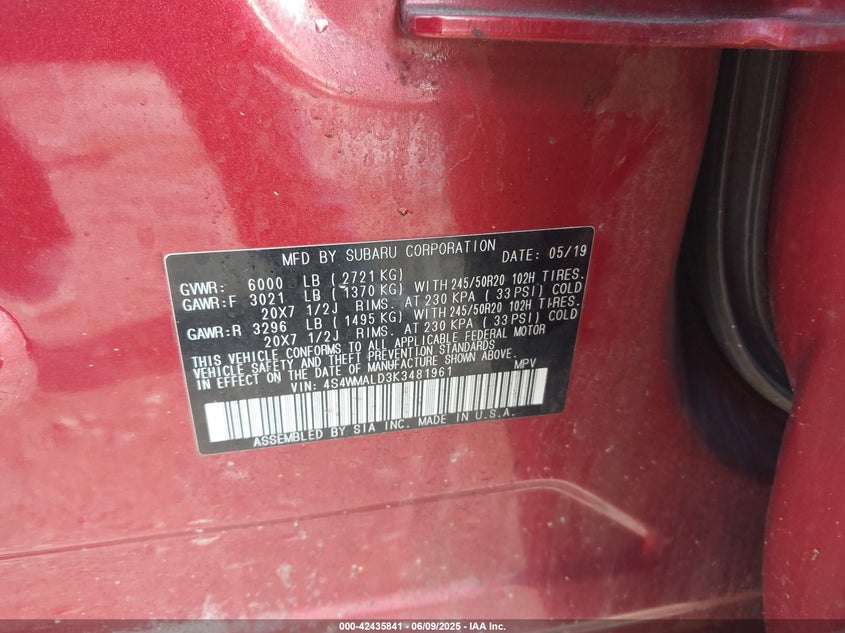 MFD BY SUBARU CORPORATION DATE: 05/19
GVWR: 6000 LB (2721 KG)
GAWR:F 3021 LB (1370 KG) WITH 245/50R20 102H TIRES.
20X7 1/2J RIMS. AT 230 KPA (33 PSI) COLD
GAWR:R 3296 LB (1495 KG) WITH 245/50R20 102H TIRES.
20X7 1/2J RIMS. AT 230 KPA (33 PSI) COLD
THIS VEHICLE CONFORMS TO ALL APPLICABLE FEDERAL MOTOR
VEHICLE SAFETY AND THEFT PREVENTION STANDARDS
IN EFFECT ON THE DATE OF MANUFACTURE SHOWN ABOVE.
VIN: 4S4WMALD3K3481961 MPV
ASSEMBLED BY SIA INC. MADE IN U.S.A.
000-42435841 | 06/09/2025 - IAA Inc.